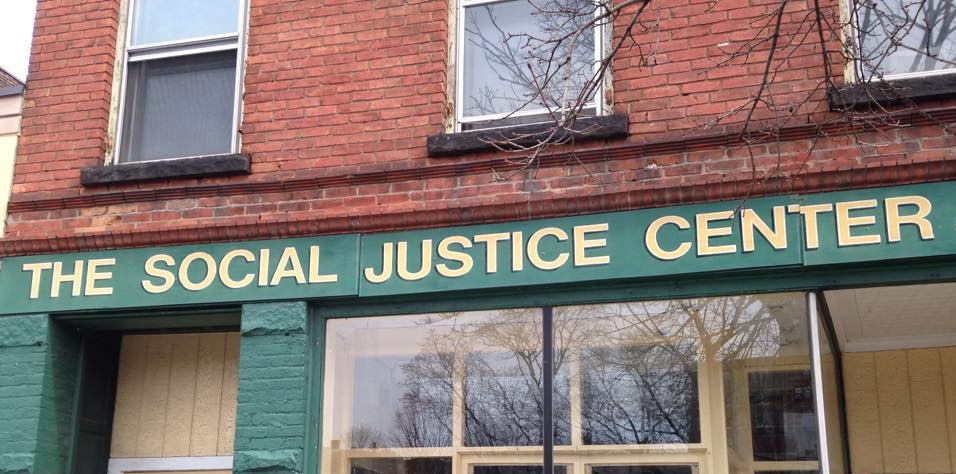 THE SOCIAL JUSTICE CENTER